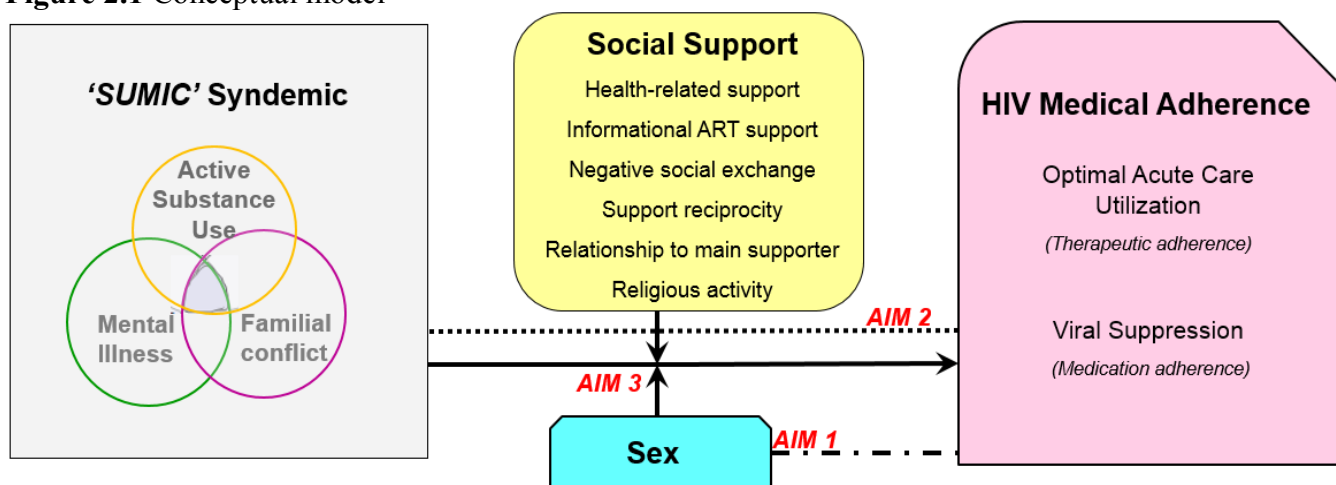 Figure 2.1 Conceptual model
'SUMIC' Syndemic
Active
Substance
Use
Mental
Illness
Familial
conflict
Social Support
Health-related support
Informational ART support
Negative social exchange
Support reciprocity
Relationship to main supporter
Religious activity
AIM 2
AIM 3
Sex
AIM 1
HIV Medical Adherence
Optimal Acute Care
Utilization
(Therapeutic adherence)
Viral Suppression
(Medication adherence)